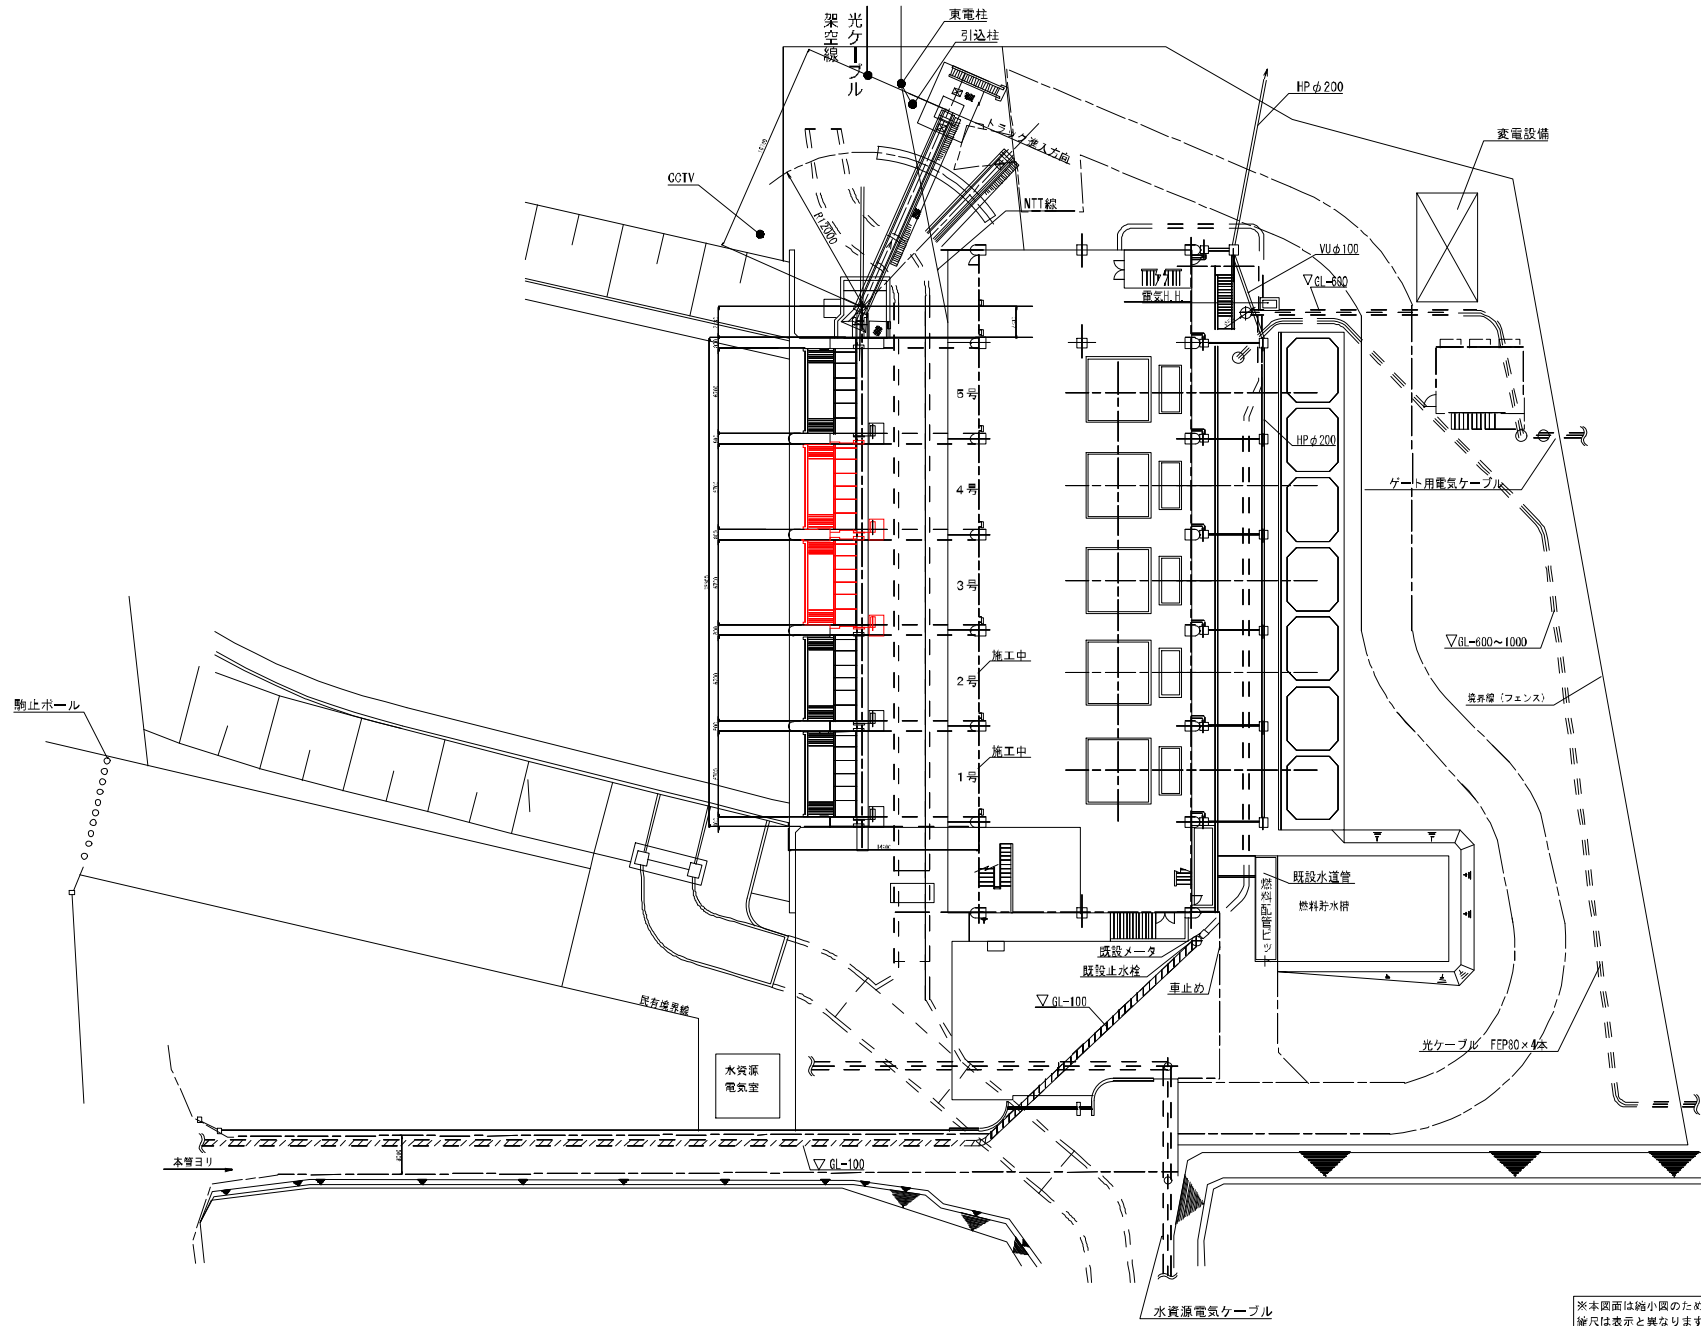 光ケーブル
架空線
東電柱
引込柱
HPφ200
変電設備
トラック進入方向
CCTV
R12000
NTT線
VUφ100
▽GL-600
電気H.H.
5号
HPφ200
4号
ゲート用電気ケーブル
3号
▽GL-600~1000
施工中
2号
境界線(フェンス)
駒止ポール
施工中
1号
既設水道管
燃料貯水槽
燃料配管ピット
既設メータ
既設止水栓
車止め
民有境界線
▽GL-100
光ケーブル FEP80×4本
水資源
電気室
本管ヨリ
▽GL-100
水資源電気ケーブル
※本図面は縮小図のため
縮尺は表示と異なります